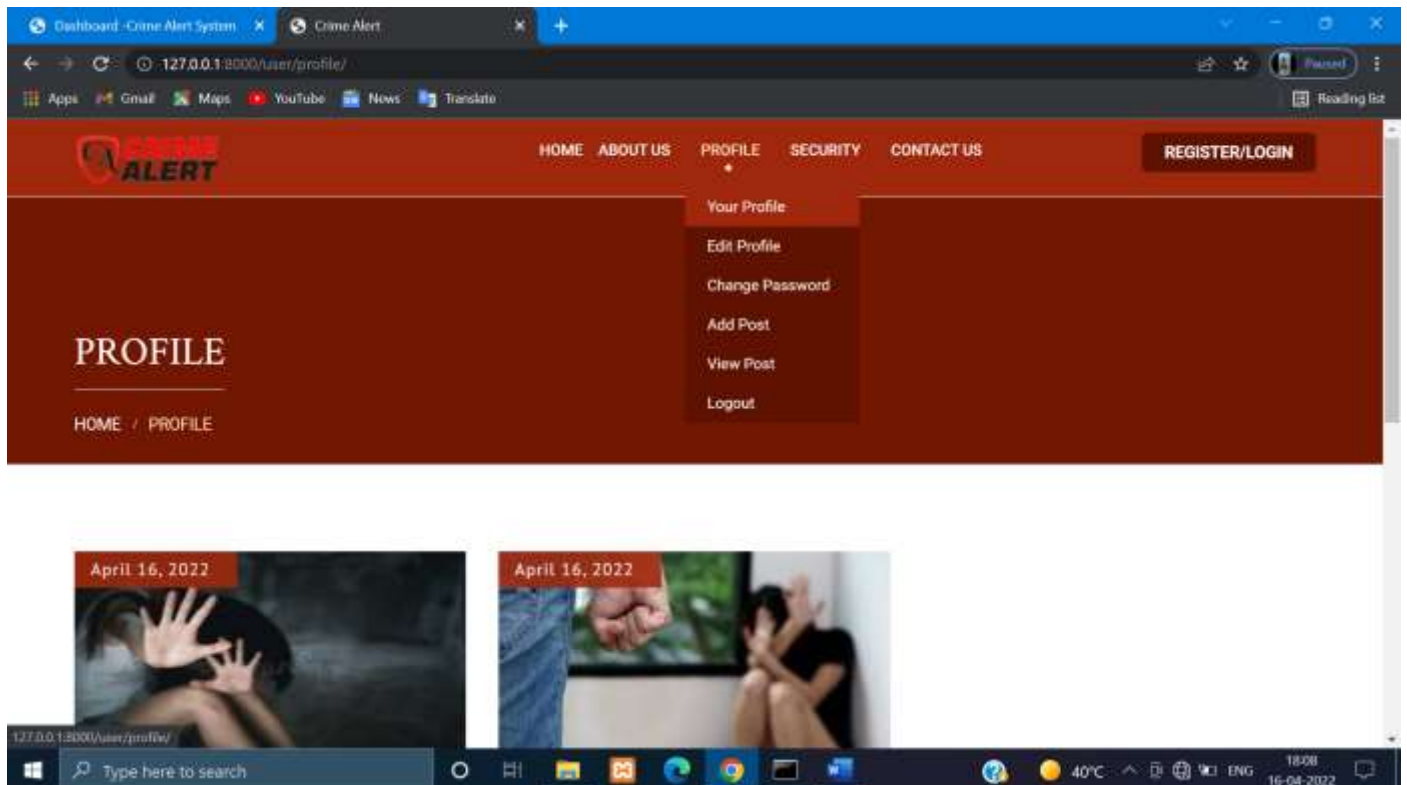 Dashboard -Crime Alert System
Crime Alert
127.0.0.1:8000/user/profile/
Paused
Apps Gmail Maps YouTube News Translate
Reading list
CRIME
ALERT
HOME ABOUT US PROFILE SECURITY CONTACT US
REGISTER/LOGIN
Your Profile
Edit Profile
Change Password
Add Post
View Post
Logout
PROFILE
HOME / PROFILE
April 16, 2022
April 16, 2022
127.0.0.1:8000/user/profile/
Type here to search
40°C
ENG
18:08
16-04-2022